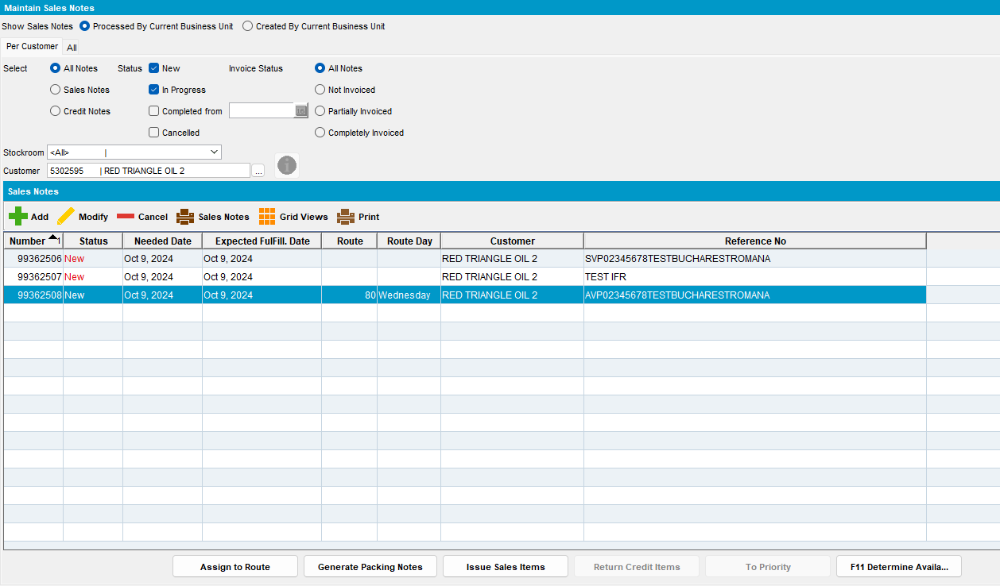 Maintain Sales Notes
Show Sales Notes Processed By Current Business Unit Created By Current Business Unit
Per Customer All
Select All Notes Status New Invoice Status All Notes
Sales Notes In Progress Not Invoiced
Credit Notes Completed from 16 Partially Invoiced
Cancelled Completely Invoiced
Stockroom <All> |
Customer 5302595 | RED TRIANGLE OIL 2 ...
Sales Notes
Add Modify Cancel Sales Notes Grid Views Print
Number 1 Status Needed Date Expected FulFill. Date Route Route Day Customer Reference No
99362506 New Oct 9, 2024 Oct 9, 2024 RED TRIANGLE OIL 2 SVP02345678TESTBUCHARESTROMANA
99362507 New Oct 9, 2024 Oct 9, 2024 RED TRIANGLE OIL 2 TEST IFR
99362508 New Oct 9, 2024 Oct 9, 2024 80 Wednesday RED TRIANGLE OIL 2 AVP02345678TESTBUCHARESTROMANA
Assign to Route Generate Packing Notes Issue Sales Items Return Credit Items To Priority F11 Determine Availa...